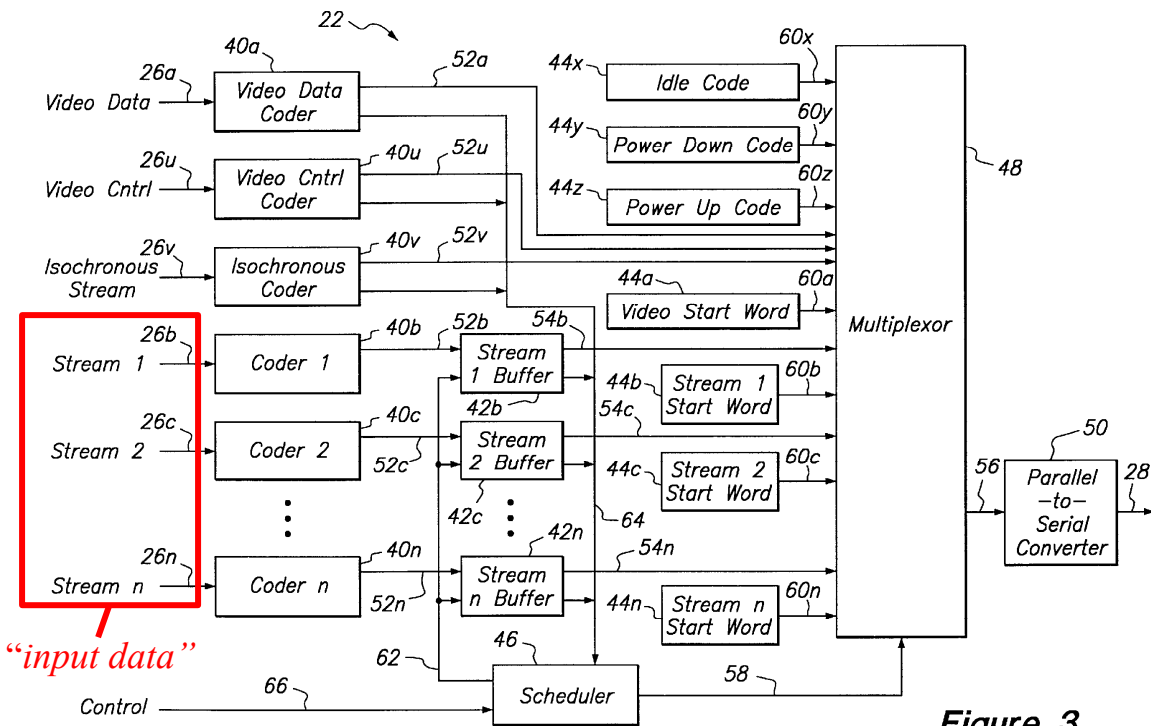 22
40a
52a
60x
44x
Idle Code
26a
Video Data
Video Data
Coder
60y
44y
Power Down Code
40u
52u
48
26u
Video Cntrl
Video Cntrl
Coder
60z
44z
Power Up Code
40v
52v
26v
Isochronous
Stream
Isochronous
Coder
44a
60a
Video Start Word
Multiplexor
26b
Stream 1
40b
Coder 1
52b
54b
Stream
1 Buffer
42b
44b
Stream 1
Start Word
60b
26c
Stream 2
40c
Coder 2
52c
54c
Stream
2 Buffer
42c
44c
Stream 2
Start Word
60c
50
56
Parallel
-to-
Serial
Converter
28
64
26n
Stream n
40n
Coder n
52n
42n
54n
Stream
n Buffer
44n
Stream n
Start Word
60n
“input data”
62
46
Scheduler
58
Control
66
Figure 3